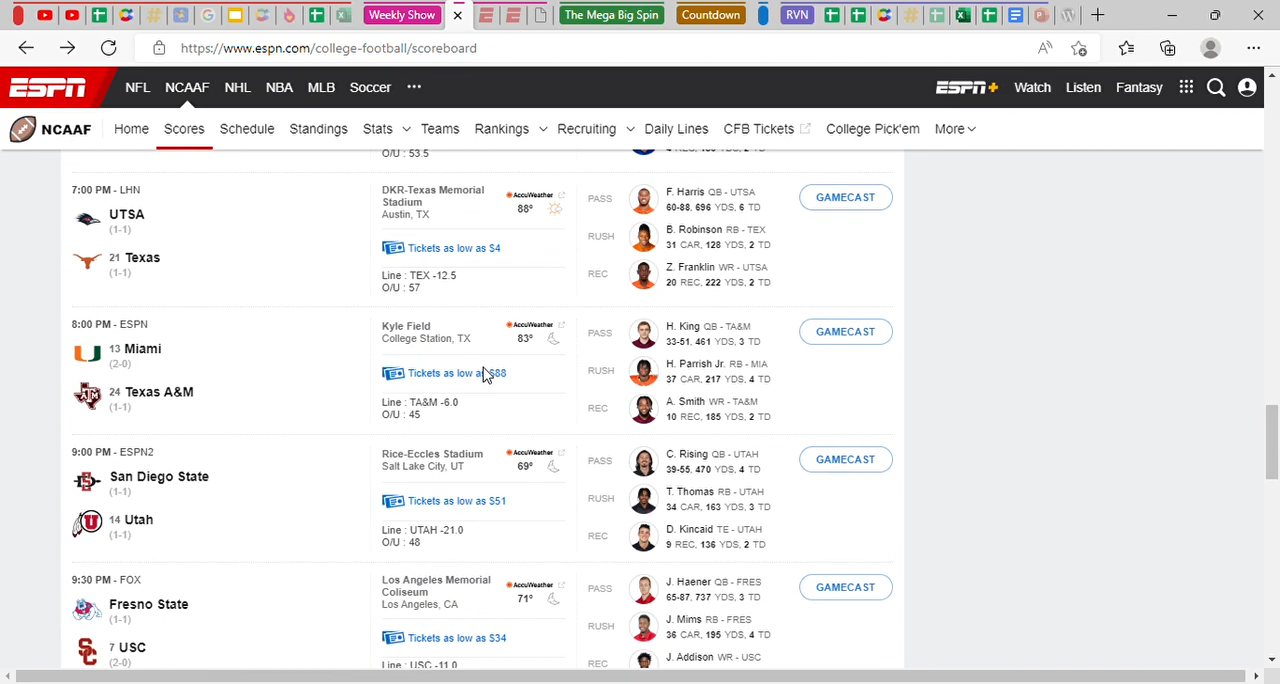 Weekly Show
The Mega Big Spin
Countdown
RVN
https://www.espn.com/college-football/scoreboard
ESPN NFL NCAAF NHL NBA MLB Soccer ESPN+ Watch Listen Fantasy
NCAAF Home Scores Schedule Standings Stats Teams Rankings Recruiting Daily Lines CFB Tickets College Pick'em More
O/U : 53.5
7:00 PM - LHN
UTSA
(1-1)
21 Texas
(1-1)
DKR-Texas Memorial
Stadium
Austin, TX
AccuWeather
88°
Tickets as low as $4
Line : TEX -12.5
O/U : 57
PASS
F. Harris QB - UTSA
60-88, 696 YDS, 6 TD
RUSH
B. Robinson RB - TEX
31 CAR, 128 YDS, 2 TD
REC
Z. Franklin WR - UTSA
20 REC, 222 YDS, 2 TD
GAMECAST
8:00 PM - ESPN
13 Miami
(2-0)
24 Texas A&M
(1-1)
Kyle Field
College Station, TX
AccuWeather
83°
Tickets as low as $88
Line : TA&M -6.0
O/U : 45
PASS
H. King QB - TA&M
33-51, 461 YDS, 3 TD
RUSH
H. Parrish Jr. RB - MIA
37 CAR, 217 YDS, 4 TD
REC
A. Smith WR - TA&M
10 REC, 185 YDS, 2 TD
GAMECAST
9:00 PM - ESPN2
San Diego State
(1-1)
14 Utah
(1-1)
Rice-Eccles Stadium
Salt Lake City, UT
AccuWeather
69°
Tickets as low as $51
Line : UTAH -21.0
O/U : 48
PASS
C. Rising QB - UTAH
39-55, 470 YDS, 4 TD
RUSH
T. Thomas RB - UTAH
34 CAR, 163 YDS, 3 TD
REC
D. Kincaid TE - UTAH
9 REC, 136 YDS, 2 TD
GAMECAST
9:30 PM - FOX
Fresno State
(1-1)
7 USC
(2-0)
Los Angeles Memorial
Coliseum
Los Angeles, CA
AccuWeather
71°
Tickets as low as $34
Line : USC -11.0
PASS
J. Haener QB - FRES
65-87, 737 YDS, 3 TD
RUSH
J. Mims RB - FRES
36 CAR, 195 YDS, 4 TD
REC
J. Addison WR - USC
GAMECAST